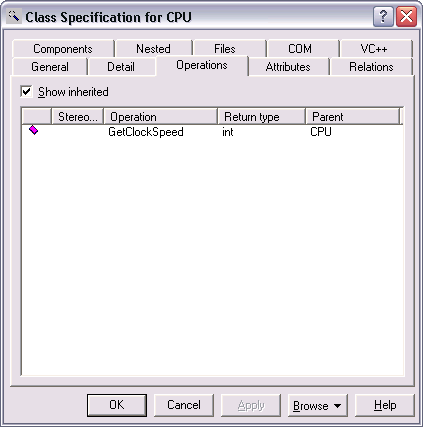 Class Specification for CPU
Components Nested Files COM VC++
General Detail Operations Attributes Relations
Show inherited
Stereo... Operation Return type Parent
GetClockSpeed int CPU
OK Cancel Apply Browse Help